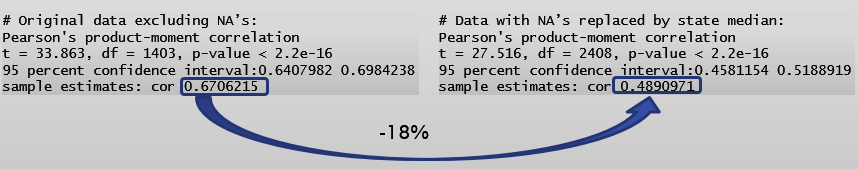 # Original data excluding NA's:
Pearson's product-moment correlation
t = 33.863, df = 1403, p-value < 2.2e-16
95 percent confidence interval:0.6407982 0.6984238
sample estimates: cor 0.6706215
# Data with NA's replaced by state median:
Pearson's product-moment correlation
t = 27.516, df = 2408, p-value < 2.2e-16
95 percent confidence interval:0.4581154 0.5188919
sample estimates: cor 0.4890971
-18%